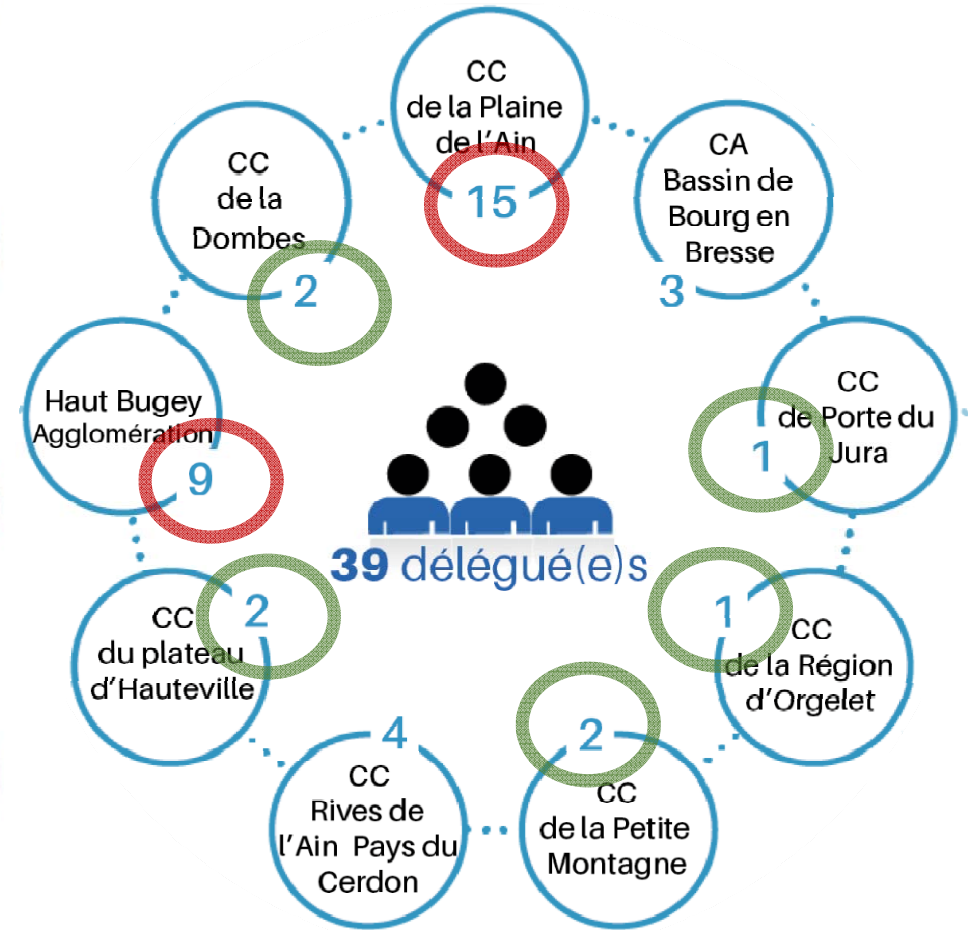 CC
de la Plaine
de l'Ain
15
CA
Bassin de
Bourg en
Bresse
3
CC
de Porte du
Jura
1
CC
de la Région
d'Orgelet
1
CC
de la Petite
Montagne
2
CC
Rives de
l'Ain Pays du
Cerdon
4
CC
du plateau
d'Hauteville
2
Haut Bugey
Agglomération
9
CC
de la
Dombes
2
39 délégué(e)s